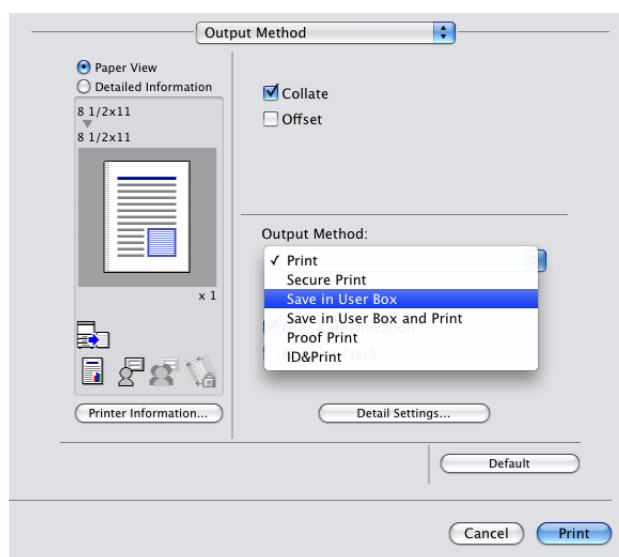 Output Method
Paper View
Detailed Information
8 1/2x11
8 1/2x11
x 1
Printer Information...
Collate
Offset
Output Method:
✓ Print
Secure Print
Save in User Box
Save in User Box and Print
Proof Print
ID&Print
Detail Settings...
Default
Cancel
Print